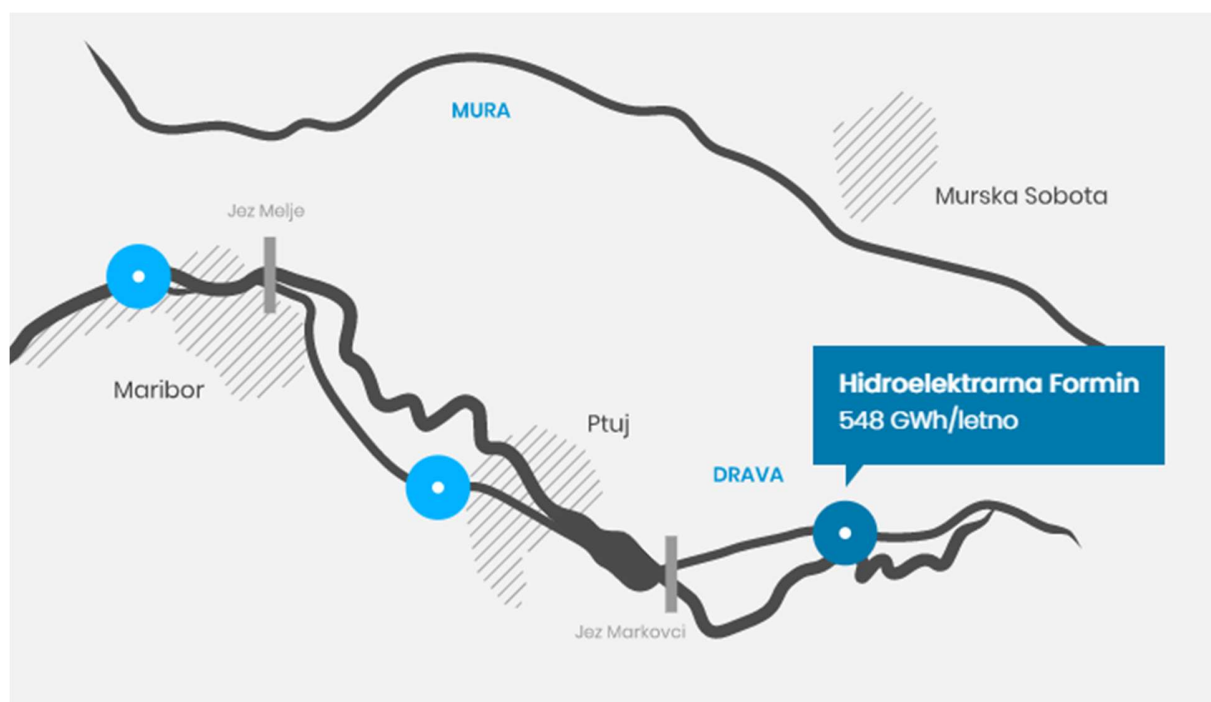 MURA
Murska Sobota
Jez Melje
Maribor
Hidroelektrarna Formin
548 GWh/letno
Ptuj
DRAVA
Jez Markovci